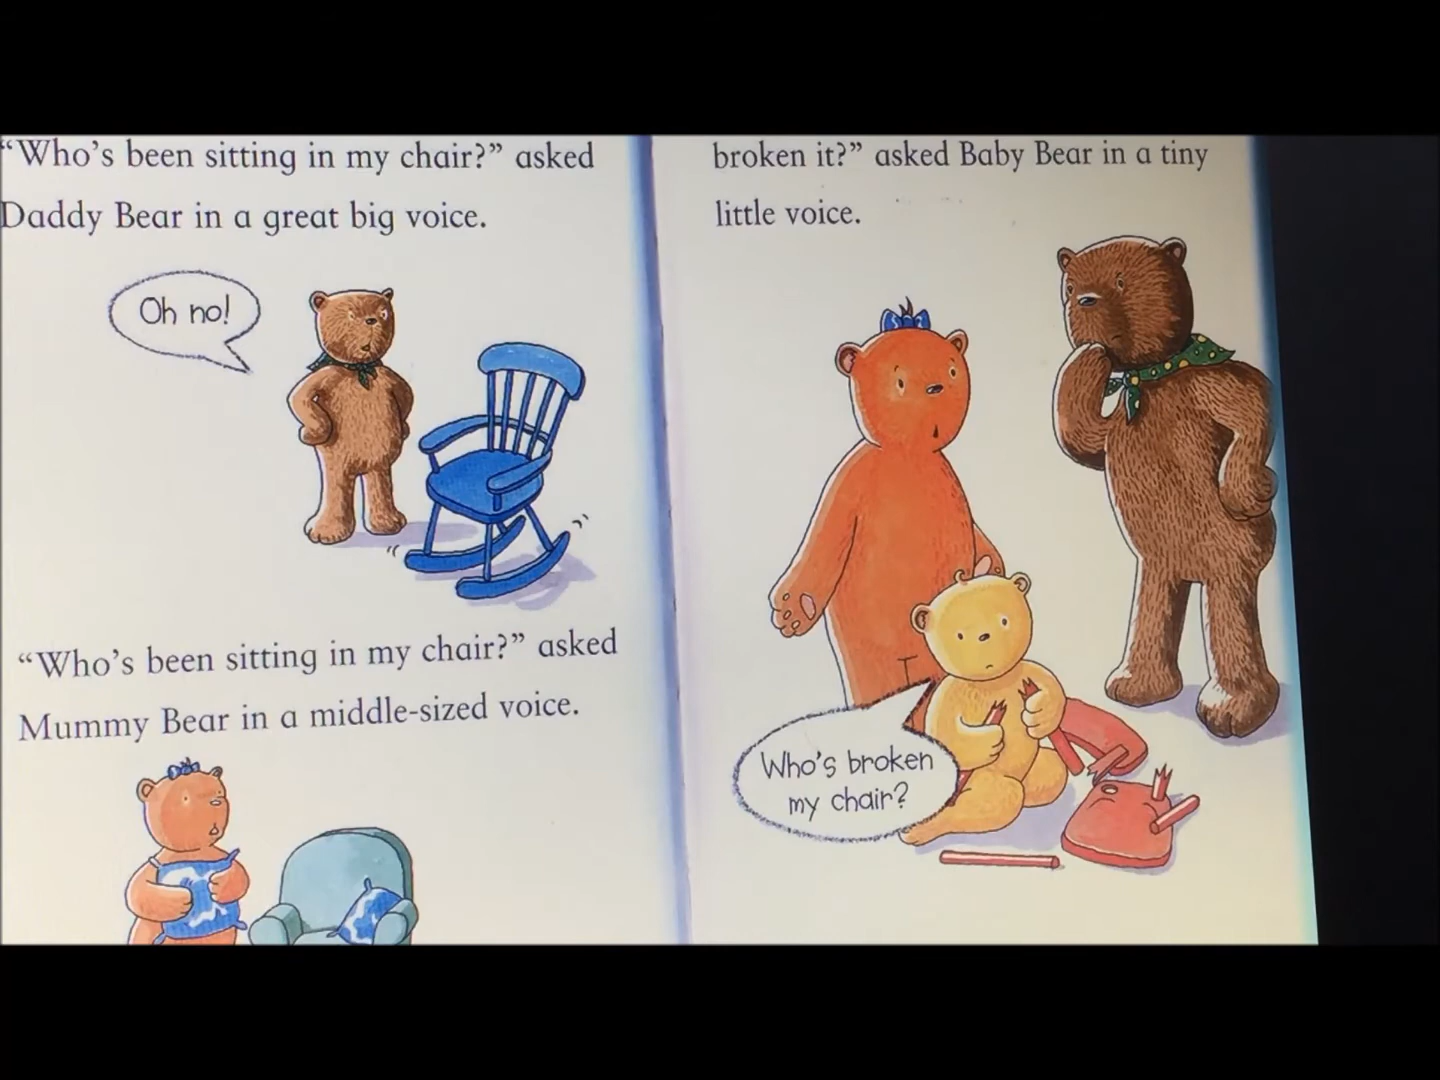 “Who’s been sitting in my chair?” asked
Daddy Bear in a great big voice.
Oh no!
“Who’s been sitting in my chair?” asked
Mummy Bear in a middle-sized voice.
broken it?” asked Baby Bear in a tiny
little voice.
Who's broken
my chair?